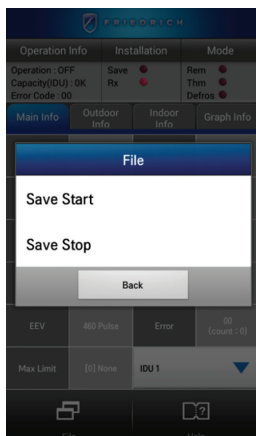 FRIEDRICH
Operation Info Installation Mode
Operation : OFF Save Rem
Capacity(IDU) : 0K Rx Thm
Error Code : 00 Defros
Main Info Outdoor Info Indoor Info Graph Info
File
Save Start
Save Stop
Back
EEV 460 Pulse Error 00 (count : 0)
Max Limit [0] None IDU 1
File Help